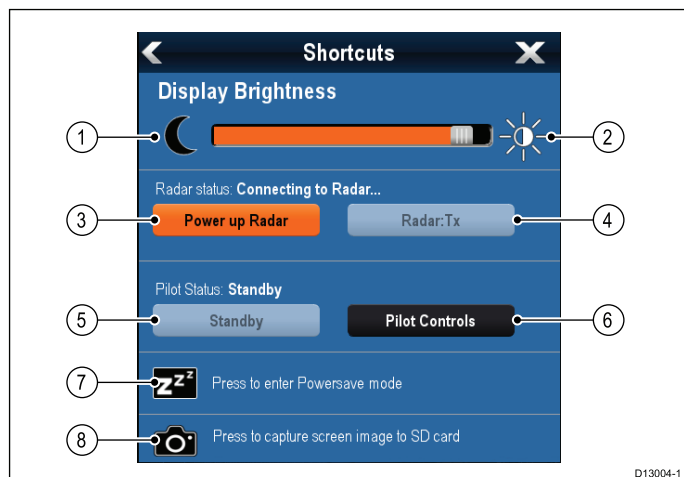 Shortcuts
Display Brightness
1
2
Radar status: Connecting to Radar...
3
Power up Radar
Radar:Tx
4
Pilot Status: Standby
5
Standby
Pilot Controls
6
7
zzz
Press to enter Powersave mode
8
Press to capture screen image to SD card
D13004-1